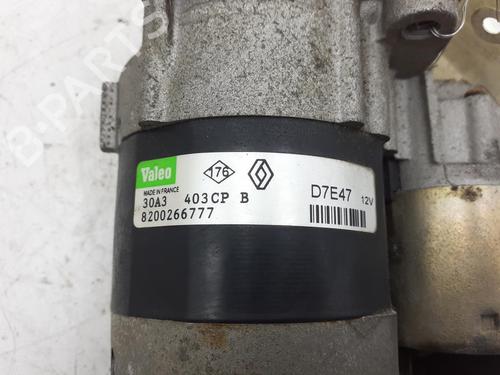 B-PARTS
Valeo
MADE IN FRANCE
176
30A3 403CP B
8200266777
D7E47 12V